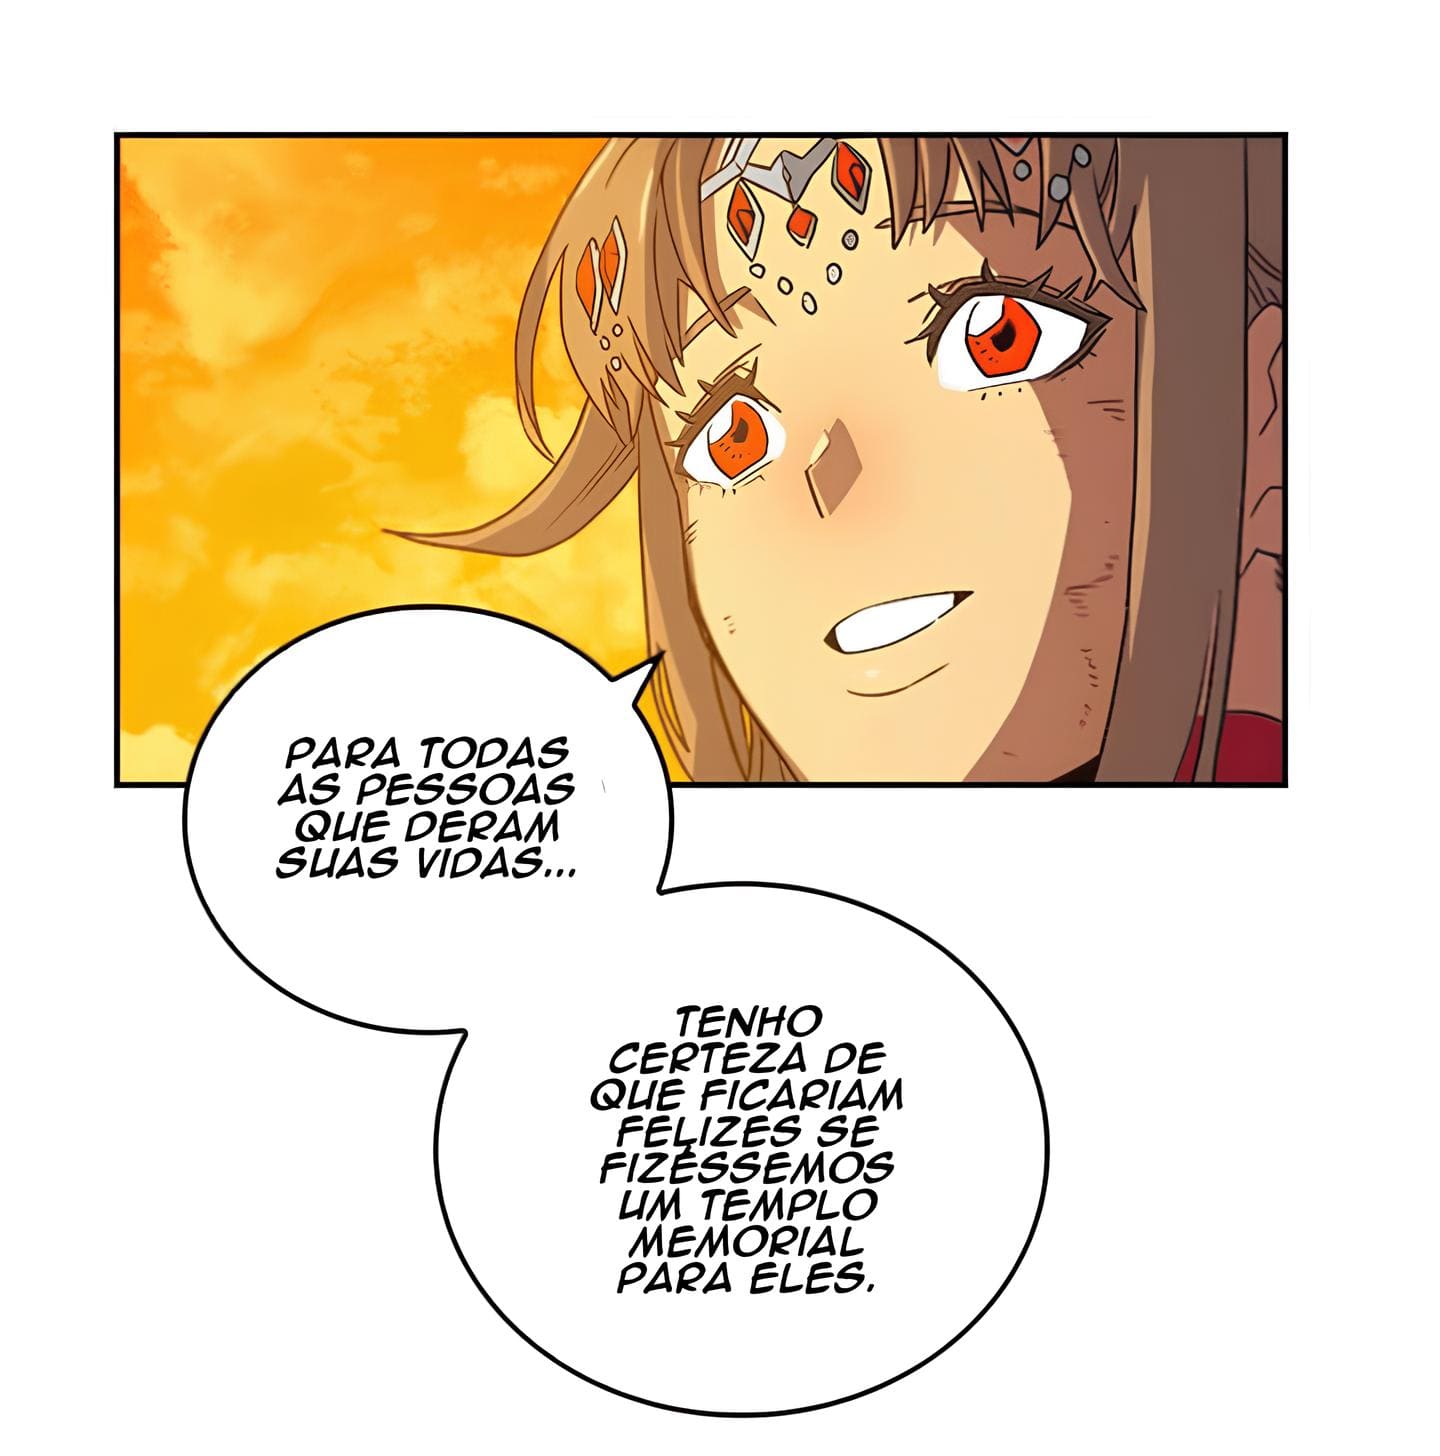 PARA TODAS
AS PESSOAS
QUE DERAM
SUAS VIDAS...
TENHO
CERTEZA DE
QUE FICARIAM
FELIZES SE
FIZÉSSEMOS
UM TEMPLO
MEMORIAL
PARA ELES.